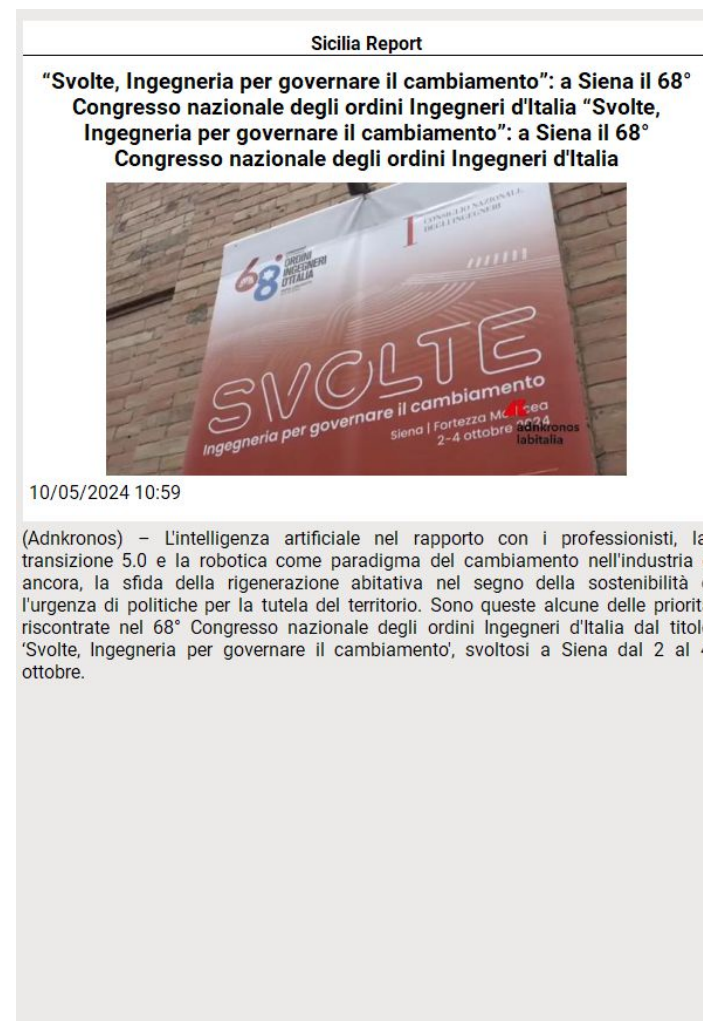 Sicilia Report
“Svolte, Ingegneria per governare il cambiamento”: a Siena il 68°
Congresso nazionale degli ordini Ingegneri d'Italia “Svolte,
Ingegneria per governare il cambiamento”: a Siena il 68°
Congresso nazionale degli ordini Ingegneri d'Italia
CONSIGLIO NAZIONALE
DEGLI INGEGNERI
68°
ORDINI
INGEGNERI
D'ITALIA
SVOLTE
Ingegneria per governare il cambiamento
Siena | Fortezza
2-4 ottobre 2024
adnkronos
labitalia
10/05/2024 10:59
(Adnkronos) – L'intelligenza artificiale nel rapporto con i professionisti, la
transizione 5.0 e la robotica come paradigma del cambiamento nell'industria
ancora, la sfida della rigenerazione abitativa nel segno della sostenibilità
l'urgenza di politiche per la tutela del territorio. Sono queste alcune delle priorit
riscontrate nel 68° Congresso nazionale degli ordini Ingegneri d'Italia dal titol
‘Svolte, Ingegneria per governare il cambiamento', svoltosi a Siena dal 2 al 4
ottobre.